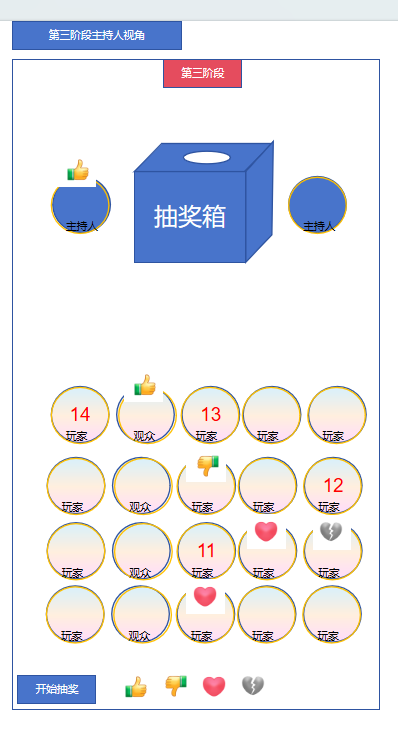 第三阶段主持人视角
第三阶段
抽奖箱
主持人 主持人
14 13
玩家 观众 玩家 玩家 玩家
12
玩家 观众 玩家 玩家 玩家
11
玩家 观众 玩家 玩家 玩家
玩家 观众 玩家 玩家 玩家
开始抽奖